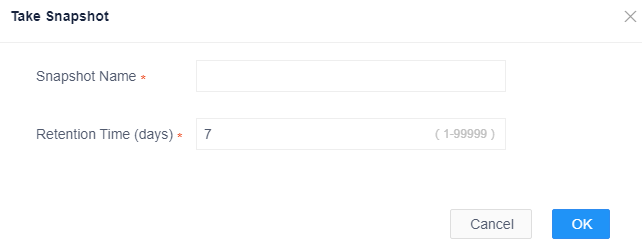 Take Snapshot
Snapshot Name *
Retention Time (days) * 7 ( 1-99999 )
Cancel OK